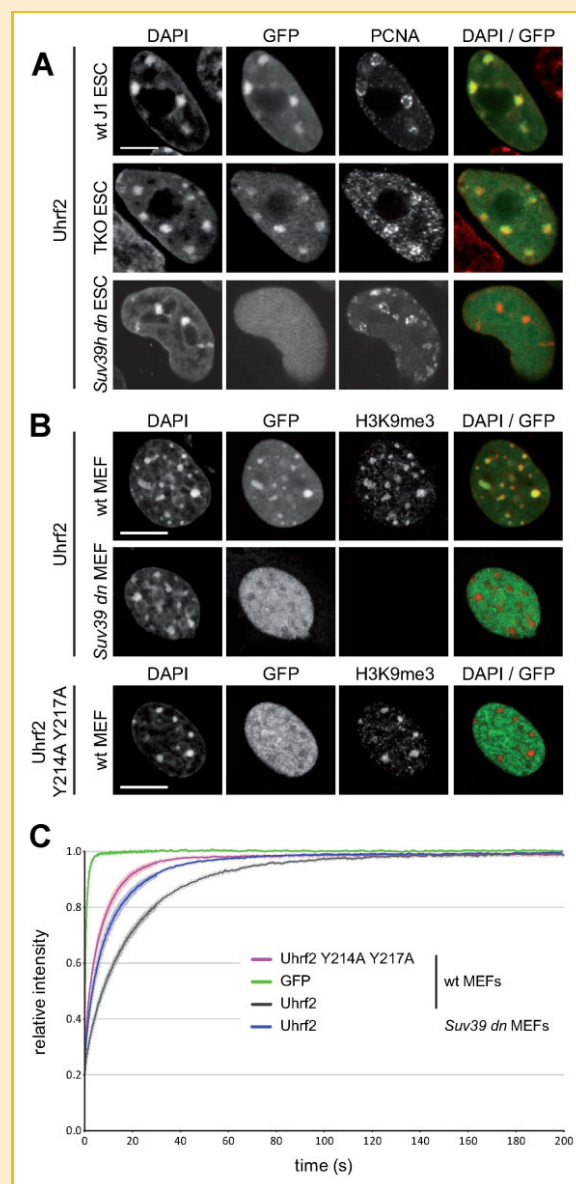 A
DAPI GFP PCNA DAPI / GFP
Uhrf2
wt J1 ESC
TKO ESC
Suv39h dn ESC
B
DAPI GFP H3K9me3 DAPI / GFP
Uhrf2
wt MEF
Suv39 dn MEF
DAPI GFP H3K9me3 DAPI / GFP
Uhrf2
Y214A Y217A
wt MEF
C
relative intensity
1.0
0.8
0.6
0.4
0.2
0.0
Uhrf2 Y214A Y217A
GFP
Uhrf2
wt MEFs
Uhrf2 Suv39 dn MEFs
0 20 40 60 80 100 120 140 160 180 200
time (s)